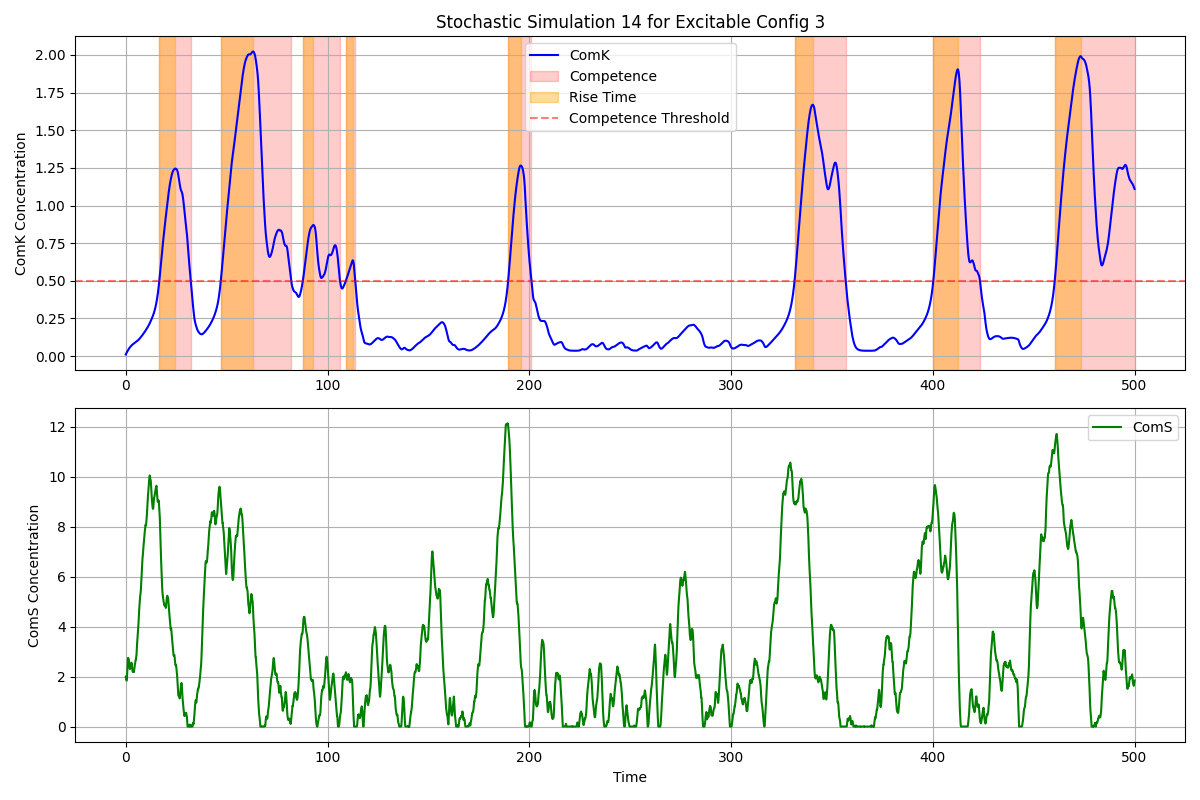 Stochastic Simulation 14 for Excitable Config 3
ComK Concentration
2.00
1.75
1.50
1.25
1.00
0.75
0.50
0.25
0.00
ComK
Competence
Rise Time
Competence Threshold
0 100 200 300 400 500
ComS Concentration
12
10
8
6
4
2
0
ComS
0 100 200 300 400 500
Time